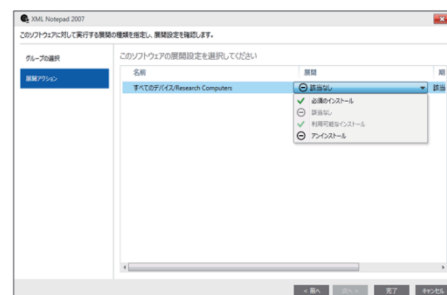 XML Notepad 2007
このソフトウェアに対して実行する展開の種類を指定し、展開設定を確認します。
グループの選択
展開アクション
このソフトウェアの展開設定を選択してください
名前
展開
期
すべてのデバイス/Research Computers
該当なし
該当
必須のインストール
該当なし
利用可能なインストール
アンインストール
< 前へ
次へ >
完了
キャンセル